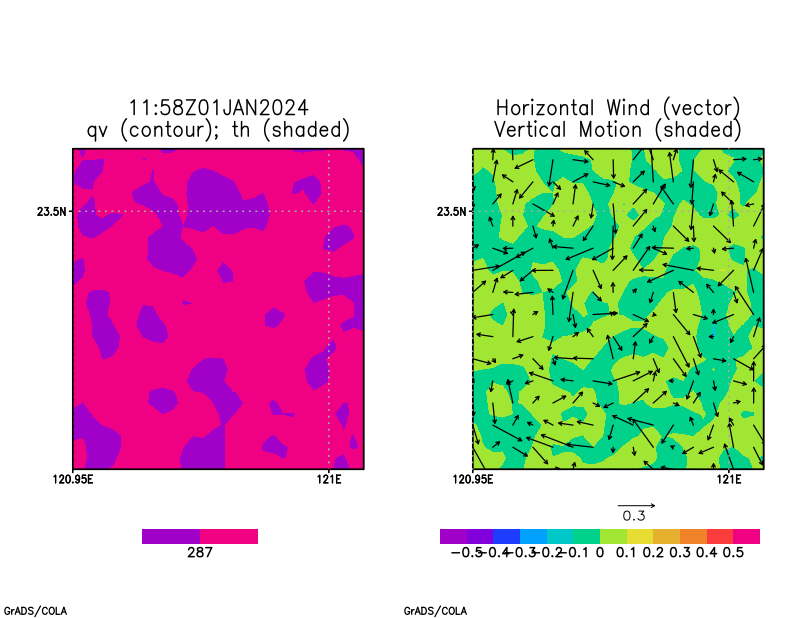 11:58Z01JAN2024
qv (contour); th (shaded)
23.5N
120.95E
121E
287
GrADS/COLA
Horizontal Wind (vector)
Vertical Motion (shaded)
23.5N
120.95E
121E
0.3
-0.5 -0.4 -0.3 -0.2 -0.1 0 0.1 0.2 0.3 0.4 0.5
GrADS/COLA